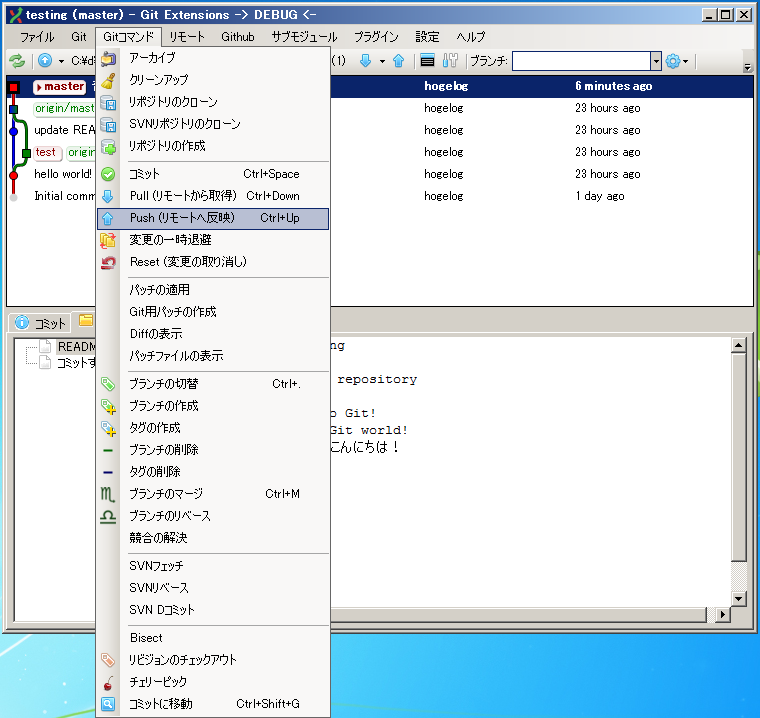 testing (master) - Git Extensions -> DEBUG <-
ファイル Git Gitコマンド リモート Github サブモジュール プラグイン 設定 ヘルプ
C:¥d (1) ブランチ:
master hogelog 6 minutes ago
origin/mast hogelog 23 hours ago
update REA hogelog 23 hours ago
test origin hogelog 23 hours ago
hello world! hogelog 23 hours ago
Initial comm hogelog 1 day ago
アーカイブ
クリーンアップ
リポジトリのクローン
SVNリポジトリのクローン
リポジトリの作成
コミット Ctrl+Space
Pull (リモートから取得) Ctrl+Down
Push (リモートへ反映) Ctrl+Up
変更の一時退避
Reset (変更の取り消し)
パッチの適用
Git用パッチの作成
Diffの表示
パッチファイルの表示
ブランチの切替 Ctrl+.
ブランチの作成
タグの作成
ブランチの削除
タグの削除
ブランチのマージ Ctrl+M
ブランチのリベース
競合の解決
SVNフェッチ
SVNリベース
SVN Dコミット
Bisect
リビジョンのチェックアウト
チェリーピック
コミットに移動 Ctrl+Shift+G
コミット
READM
コミットす
ng
repository
o Git!
Git world!
こんにちは！